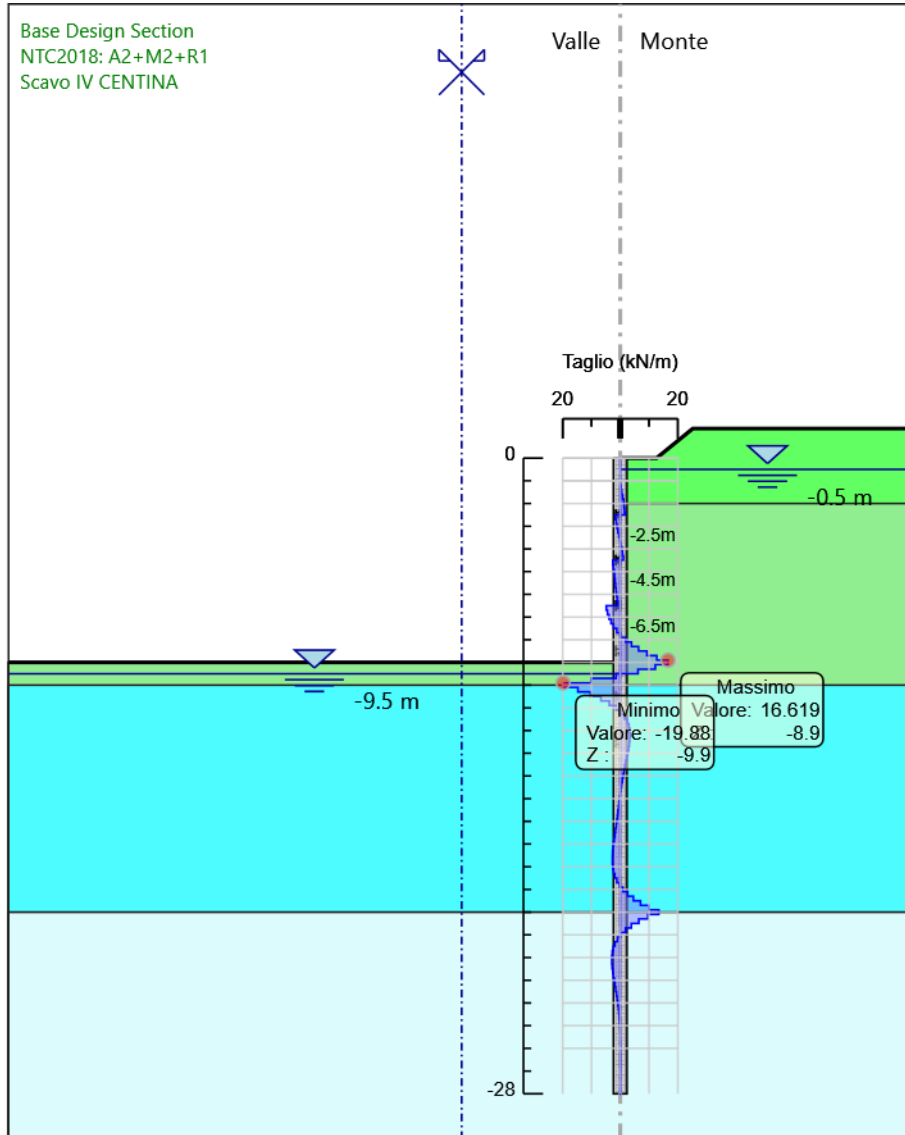 Base Design Section
NTC2018: A2+M2+R1
Scavo IV CENTINA
Valle
Monte
Taglio (kN/m)
20
20
0
-0.5 m
-2.5m
-4.5m
-6.5m
-9.5 m
Massimo
Valore: 16.619
-8.9
Minimo
Valore: -19.88
Z :
-9.9
-28